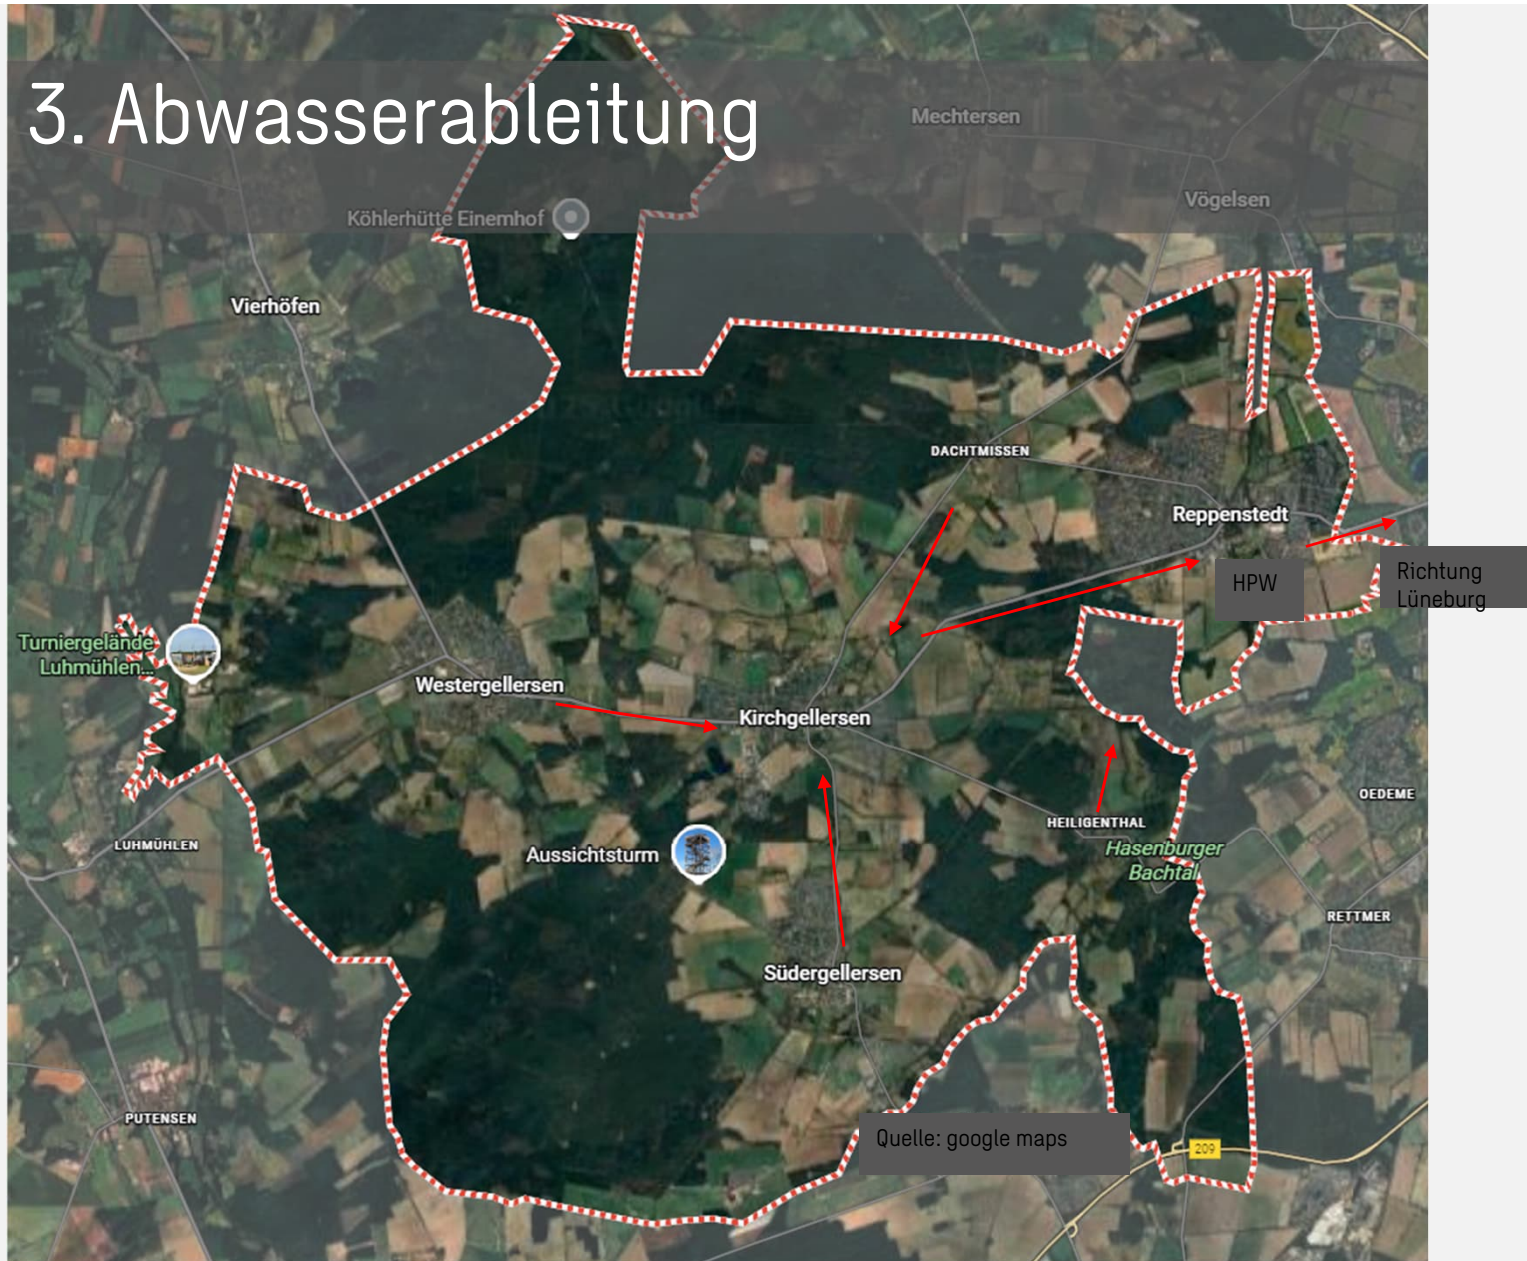 3. Abwasserableitung
Mechtersen
Vögelsen
Köhlerhütte Einemhof
Vierhöfen
DACHTMISSEN
Reppenstedt
HPW
Richtung
Lüneburg
Turniergelände
Luhmühlen...
Westergellersen
Kirchgellersen
OEDEME
HEILIGENTHAL
LUHMÜHLEN
Aussichtsturm
Hasenburger
Bachtal
RETTMER
Südergellersen
PUTENSEN
Quelle: google maps
209